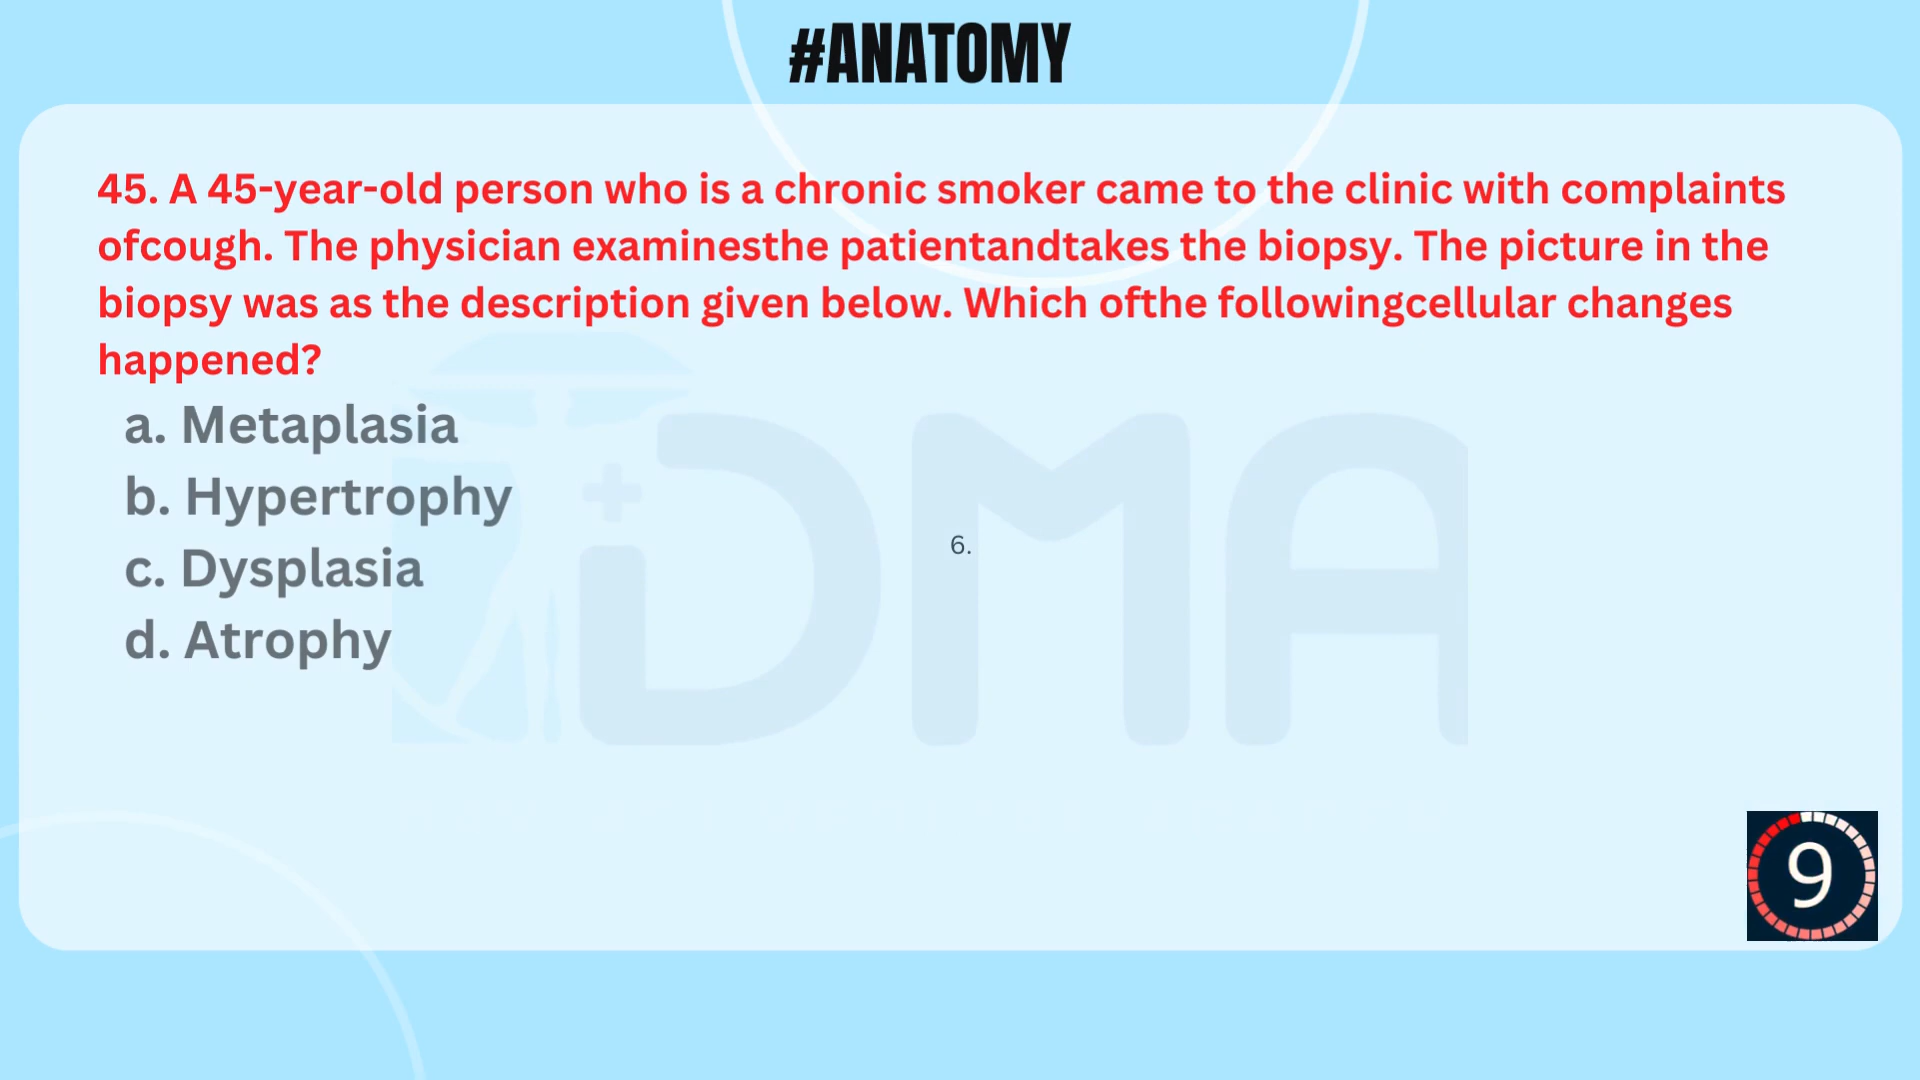 #ANATOMY
45. A 45-year-old person who is a chronic smoker came to the clinic with complaints
ofcough. The physician examinesthe patientandtakes the biopsy. The picture in the
biopsy was as the description given below. Which ofthe followingcellular changes
happened?
a. Metaplasia
b. Hypertrophy
c. Dysplasia
d. Atrophy
6.
DMA
9